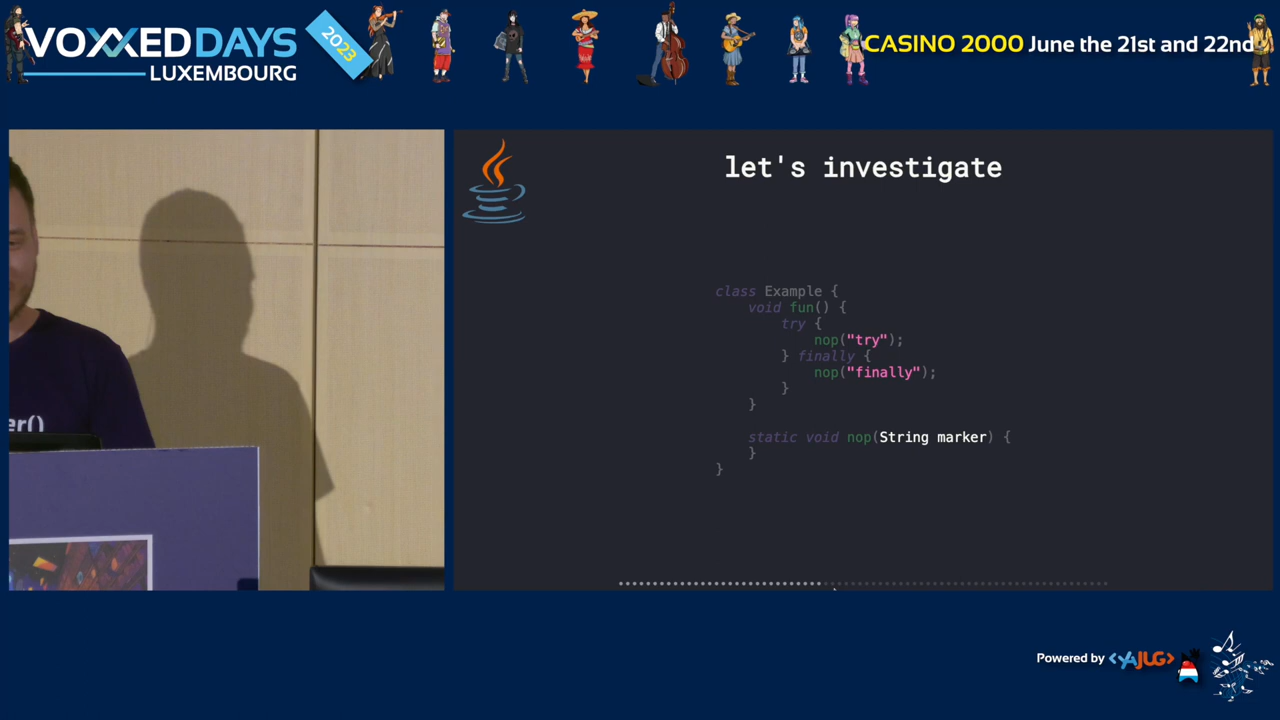 VOXXED DAYS
LUXEMBOURG
2023
CASINO 2000 June the 21st and 22nd
let's investigate
class Example {
void fun() {
try {
nop("try");
} finally {
nop("finally");
}
}
static void nop(String marker) {
}
}
er()
Powered by <YAJUG>